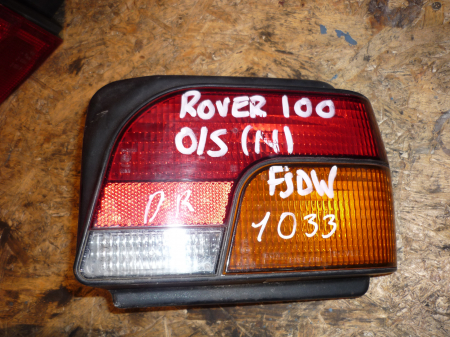 ROVER 100
O/S (N)
FJDW
DR
1033